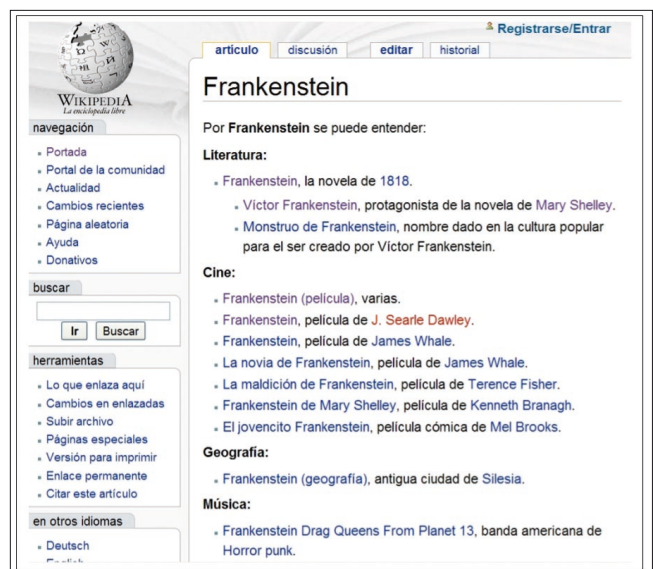 Registrarse/Entrar
artículo discusión editar historial
WIKIPEDIA
La enciclopedia libre
navegación
Portada
Portal de la comunidad
Actualidad
Cambios recientes
Página aleatoria
Ayuda
Donativos
buscar
Ir Buscar
herramientas
Lo que enlaza aquí
Cambios en enlazadas
Subir archivo
Páginas especiales
Versión para imprimir
Enlace permanente
Citar este artículo
en otros idiomas
Deutsch
English
Frankenstein
Por Frankenstein se puede entender:
Literatura:
Frankenstein, la novela de 1818.
Víctor Frankenstein, protagonista de la novela de Mary Shelley.
Monstruo de Frankenstein, nombre dado en la cultura popular
para el ser creado por Víctor Frankenstein.
Cine:
Frankenstein (película), varias.
Frankenstein, película de J. Searle Dawley.
Frankenstein, película de James Whale.
La novia de Frankenstein, película de James Whale.
La maldición de Frankenstein, película de Terence Fisher.
Frankenstein de Mary Shelley, película de Kenneth Branagh.
El jovencito Frankenstein, película cómica de Mel Brooks.
Geografía:
Frankenstein (geografía), antigua ciudad de Silesia.
Música:
Frankenstein Drag Queens From Planet 13, banda americana de
Horror punk.